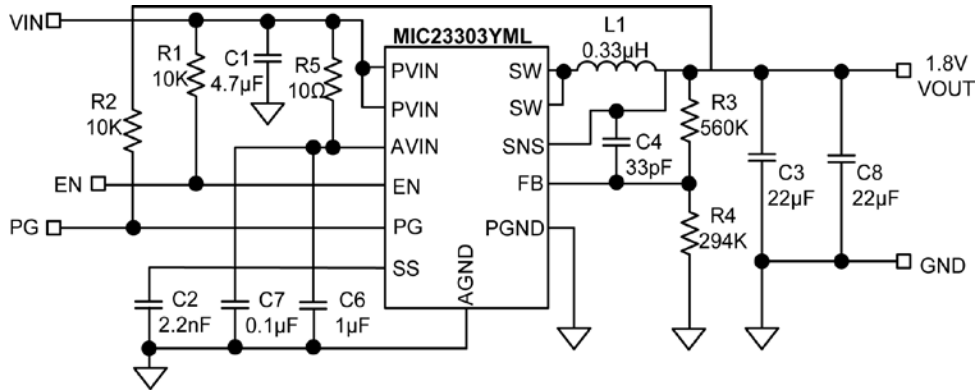 VIN
MIC23303YML
L1
0.33µH
R1
10K
C1
4.7µF
R5
10Ω
PVIN
SW
1.8V
VOUT
R2
10K
PVIN
SW
R3
560K
AVIN
SNS
C4
33pF
C3
22µF
C8
22µF
EN
EN
FB
PG
PG
PGND
R4
294K
SS
AGND
GND
C2
2.2nF
C7
0.1µF
C6
1µF